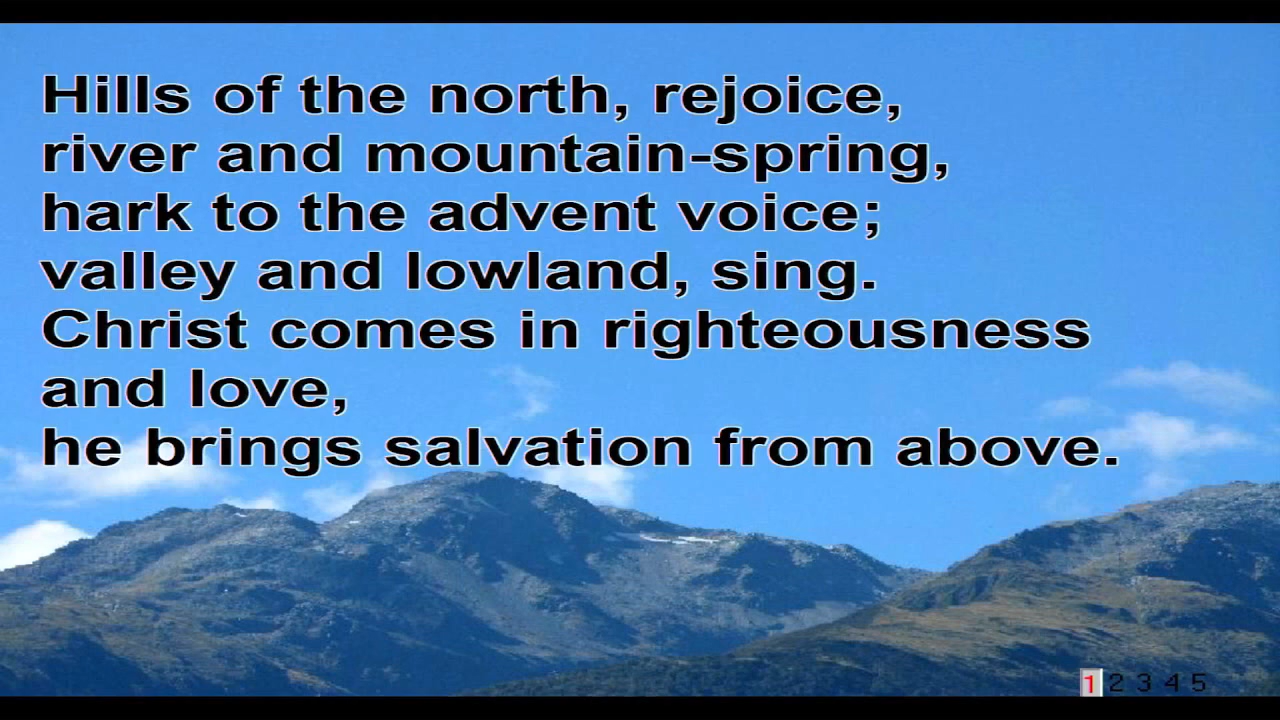 Hills of the north, rejoice,
river and mountain-spring,
hark to the advent voice;
valley and lowland, sing.
Christ comes in righteousness
and love,
he brings salvation from above.
1 2 3 4 5